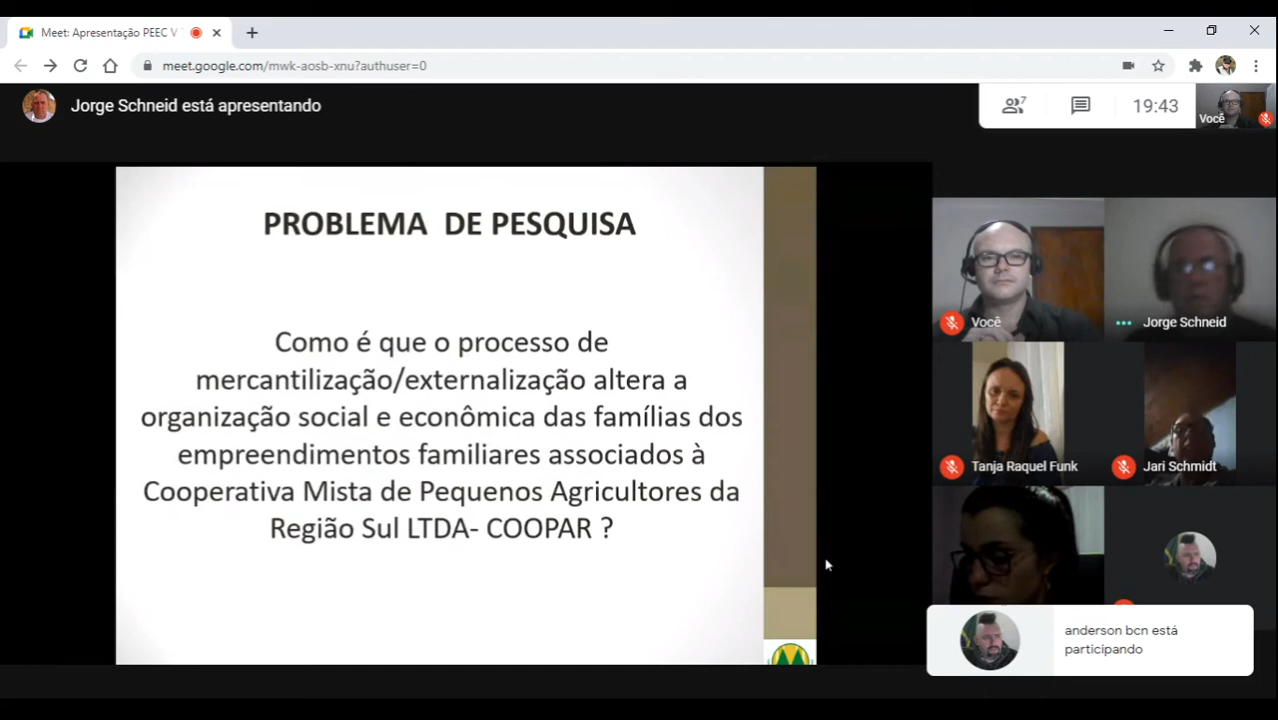 Meet: Apresentação PEEC V
meet.google.com/mwk-aosb-xnu?authuser=0
Jorge Schneid está apresentando
7
19:43
Você
PROBLEMA DE PESQUISA
Como é que o processo de
mercantilização/externalização altera a
organização social e econômica das famílias dos
empreendimentos familiares associados à
Cooperativa Mista de Pequenos Agricultores da
Região Sul LTDA- COOPAR ?
Você
Jorge Schneid
Tanja Raquel Funk
Jari Schmidt
anderson bcn está
participando